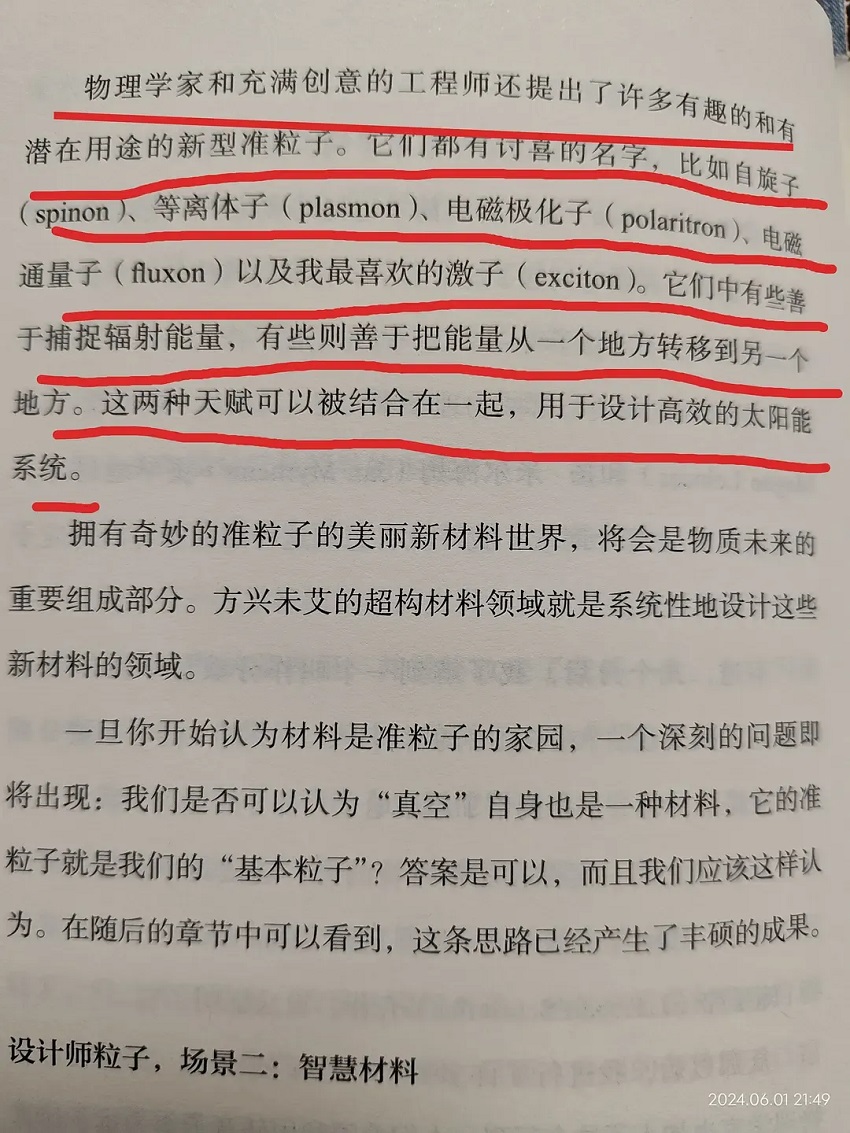 物理学家和充满创意的工程师还提出了许多有趣的和有
潜在用途的新型准粒子。它们都有讨喜的名字，比如自旋子
（spinon）、等离体子（plasmon）、电磁极化子（polaritron）、电磁
通量子（fluxon）以及我最喜欢的激子（exciton）。它们中有些善
于捕捉辐射能量，有些则善于把能量从一个地方转移到另一个
地方。这两种天赋可以被结合在一起，用于设计高效的太阳能
系统。
拥有奇妙的准粒子的美丽新材料世界，将会是物质未来的
重要组成部分。方兴未艾的超构材料领域就是系统性地设计这些
新材料的领域。
一旦你开始认为材料是准粒子的家园，一个深刻的问题即
将出现：我们是否可以认为“真空”自身也是一种材料，它的准
粒子就是我们的“基本粒子”？答案是可以，而且我们应该这样认
为。在随后的章节中可以看到，这条思路已经产生了丰硕的成果。
设计师粒子，场景二：智慧材料
2024.06.01 21:49